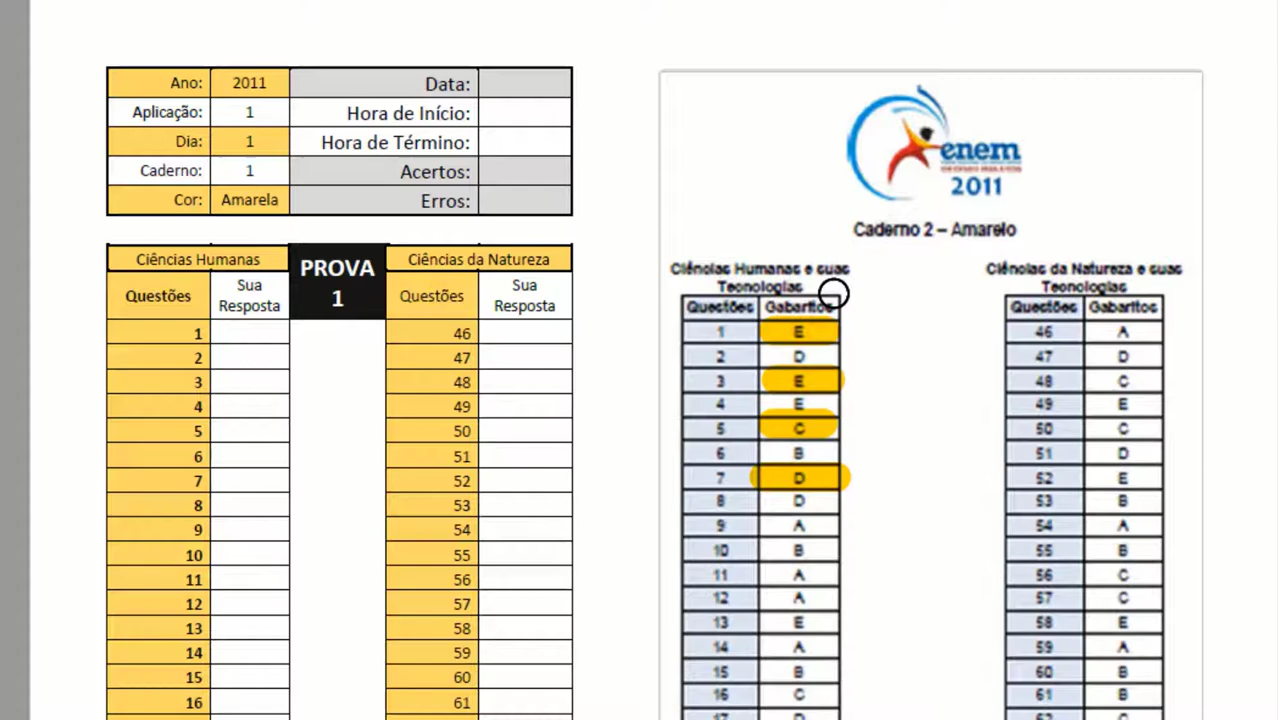 Ano: 2011 Data:
Aplicação: 1 Hora de Início:
Dia: 1 Hora de Término:
Caderno: 1 Acertos:
Cor: Amarela Erros:
Ciências Humanas PROVA 1 Ciências da Natureza
Questões Sua Resposta Questões Sua Resposta
1 46
2 47
3 48
4 49
5 50
6 51
7 52
8 53
9 54
10 55
11 56
12 57
13 58
14 59
15 60
16 61
enem
2011
Caderno 2 – Amarelo
Ciências Humanas e suas
Tecnologias
Ciências da Natureza e suas
Tecnologias
Questões Gabaritos Questões Gabaritos
1 E 46 A
2 D 47 D
3 E 48 C
4 E 49 E
5 C 50 C
6 B 51 D
7 D 52 E
8 D 53 B
9 A 54 A
10 B 55 B
11 A 56 C
12 A 57 C
13 E 58 E
14 A 59 A
15 B 60 B
16 C 61 B
17 D 62 C